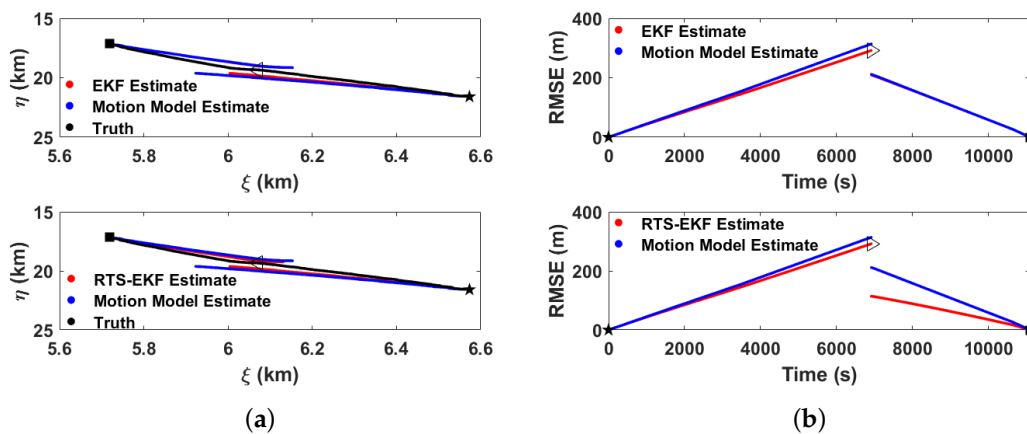 15
20
25
η (km)
EKF Estimate
Motion Model Estimate
Truth
5.6 5.8 6 6.2 6.4 6.6
ξ (km)
400
200
0
RMSE (m)
EKF Estimate
Motion Model Estimate
0 2000 4000 6000 8000 10000
Time (s)
15
20
25
η (km)
RTS-EKF Estimate
Motion Model Estimate
Truth
5.6 5.8 6 6.2 6.4 6.6
ξ (km)
400
200
0
RMSE (m)
RTS-EKF Estimate
Motion Model Estimate
0 2000 4000 6000 8000 10000
Time (s)
(a)
(b)